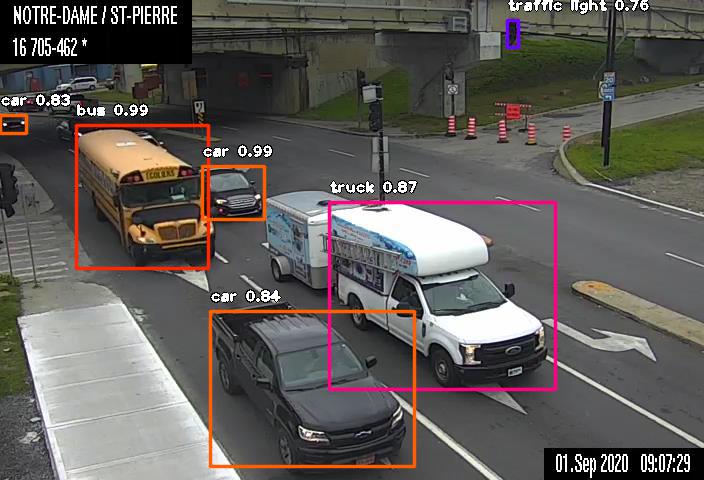 NOTRE-DAME / ST-PIERRE
16 705-462 *
traffic light 0.76
car 0.83
bus 0.99
car 0.99
truck 0.87
ECOLIERS
car 0.84
01.Sep 2020 09:07:29